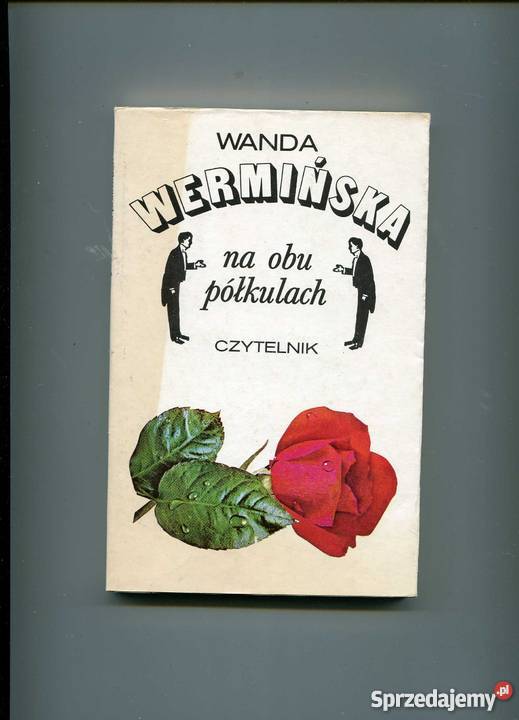 WANDA
WERMIŃSKA
na obu
półkulach
CZYTELNIK
Sprzedajemy.pl